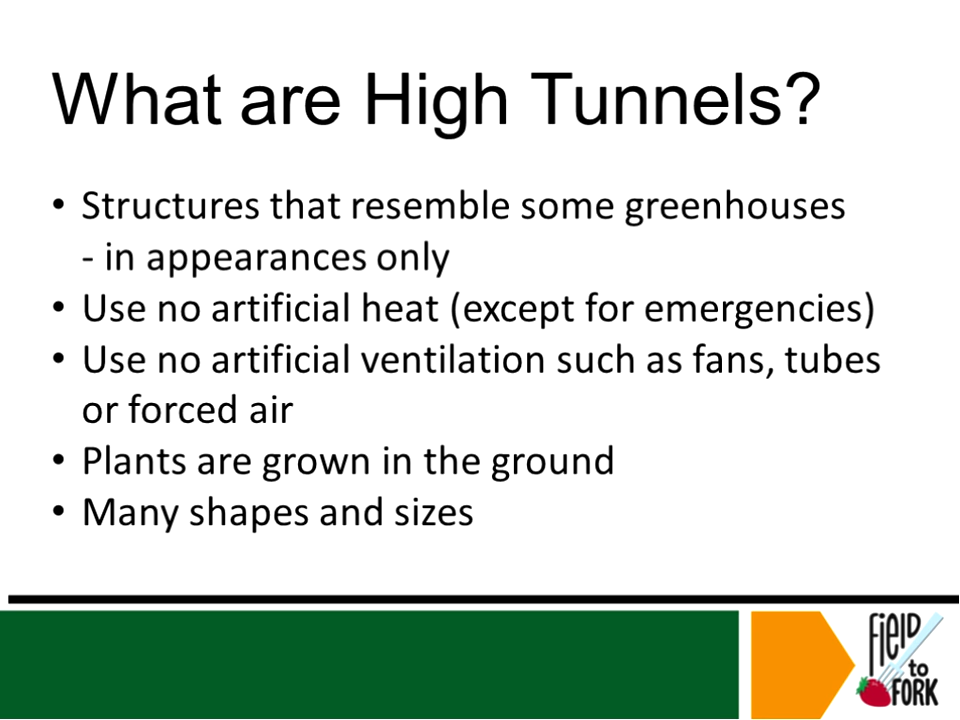 What are High Tunnels?
• Structures that resemble some greenhouses
- in appearances only
• Use no artificial heat (except for emergencies)
• Use no artificial ventilation such as fans, tubes
or forced air
• Plants are grown in the ground
• Many shapes and sizes
FIELD
to
FORK